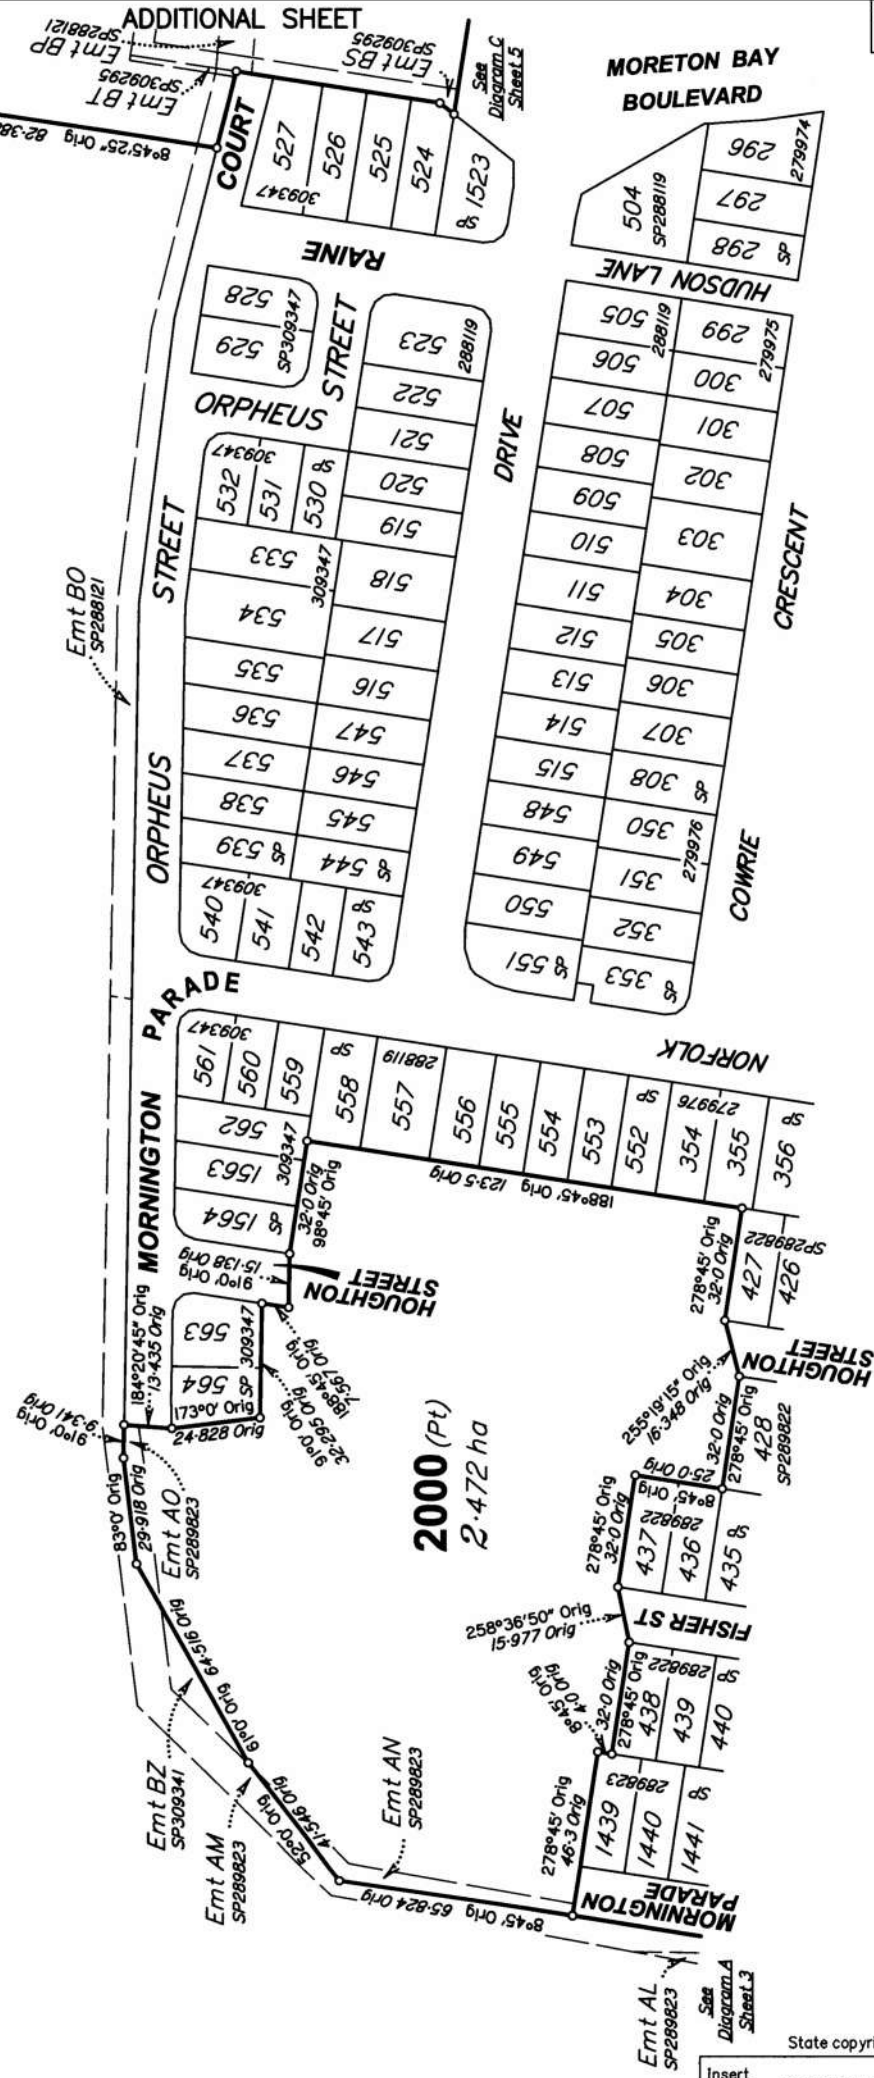 ADDITIONAL SHEET
Emt BP
SP288121
Emt BT
SP309295
Emt BS
SP309295
See
Diagram C
Sheet 5
MORETON BAY
BOULEVARD
8°45'25" Orig
COURT
527
526
525
524
1523
SP
309347
RAINE
504
SP288119
296
297
298
SP
279974
HUDSON LANE
528
529
SP309347
STREET
ORPHEUS
523
288119
522
521
520
519
518
517
516
547
546
545
544
SP
DRIVE
505
288119
506
507
508
509
510
511
512
513
514
515
548
549
550
551
SP
299
279975
300
301
302
303
304
305
306
307
308
SP
350
279976
351
352
353
SP
CRESCENT
COWRIE
309347
532
531
530
SP
533
309347
534
535
536
537
538
539
SP
309347
540
541
542
543
SP
STREET
ORPHEUS
Emt BO
SP288121
PARADE
MORNINGTON
309347
561
560
559
558
SP
557
288119
556
555
554
553
552
SP
354
279976
355
356
SP
NORFOLK
562
309347
1563
1564
SP
32·0 Orig
98°45' Orig
188°45' Orig 123·5 Orig
91°0' Orig
15·138 Orig
HOUGHTON
STREET
563
564
SP 309347
188°45' Orig
7·567 Orig
91°0' Orig
32·295 Orig
173°0' Orig
24·828 Orig
184°20'45" Orig
13·435 Orig
91°0' Orig
9·341 Orig
83°0' Orig
29·918 Orig
Emt AO
SP289823
2000 (Pt)
2·472 ha
278°45' Orig
32·0 Orig
427
426
SP289822
HOUGHTON
STREET
255°19'15" Orig
16·348 Orig
278°45' Orig
32·0 Orig
428
SP289822
8°45' Orig
25·0 Orig
278°45' Orig
32·0 Orig
437
289822
436
435
SP
FISHER ST
258°36'50" Orig
15·977 Orig
278°45' Orig
32·0 Orig
438
289822
439
440
SP
8°45' Orig
4·0 Orig
278°45' Orig
46·3 Orig
1439
289823
1440
1441
SP
MORNINGTON
PARADE
61°0' Orig 64·516 Orig
Emt BZ
SP309341
Emt AM
SP289823
52°0' Orig
41·546 Orig
Emt AN
SP289823
8°45' Orig 65·824 Orig
Emt AL
SP289823
See
Diagram A
Sheet 3
Insert